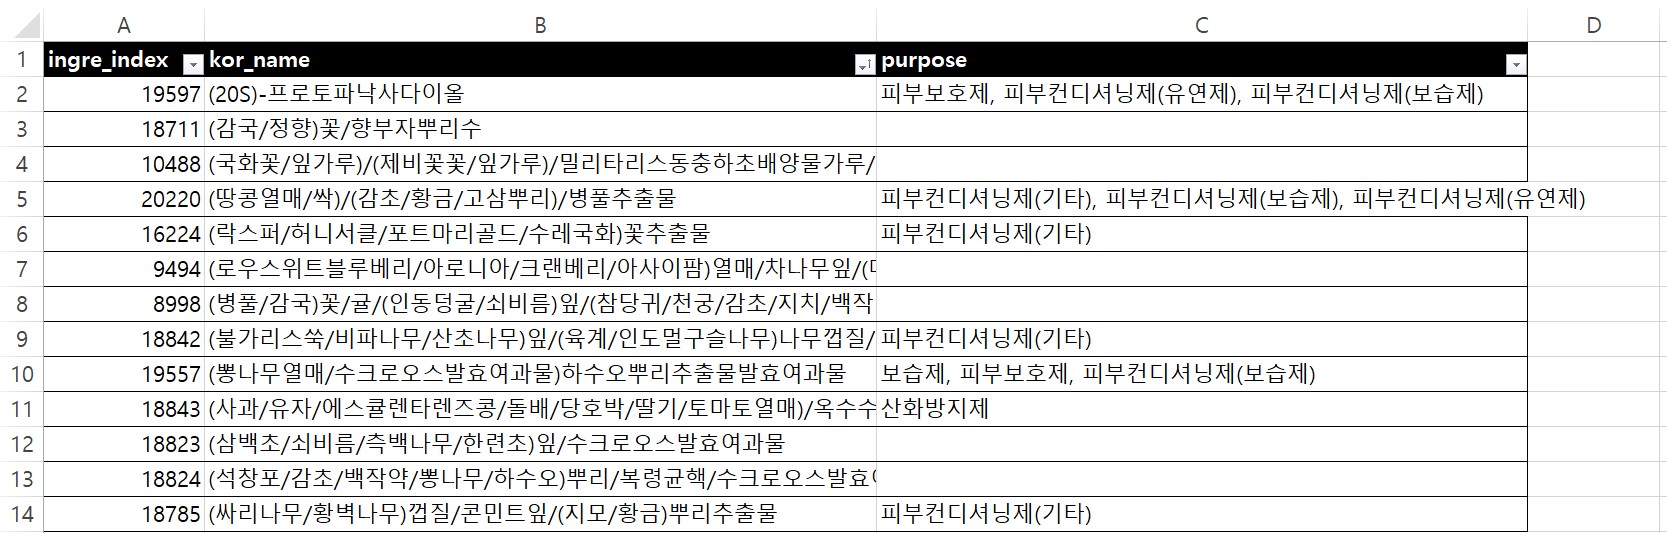 A B C D
1 ingre_index kor_name purpose
2 19597 (20S)-프로토파낙사다이올 피부보호제, 피부컨디셔닝제(유연제), 피부컨디셔닝제(보습제)
3 18711 (감국/정향)꽃/향부자뿌리수
4 10488 (국화꽃/잎가루)/(제비꽃꽃/잎가루)/밀리타리스동충하초배양물가루/
5 20220 (땅콩열매/싹)/(감초/황금/고삼뿌리)/병풀추출물 피부컨디셔닝제(기타), 피부컨디셔닝제(보습제), 피부컨디셔닝제(유연제)
6 16224 (락스퍼/허니서클/포트마리골드/수레국화)꽃추출물 피부컨디셔닝제(기타)
7 9494 (로우스위트블루베리/아로니아/크랜베리/아사이팜)열매/차나무잎/(
8 8998 (병풀/감국)꽃/귤/(인동덩굴/쇠비름)잎/(참당귀/천궁/감초/지치/백작
9 18842 (불가리스쑥/비파나무/산초나무)잎/(육계/인도멀구슬나무)나무껍질/ 피부컨디셔닝제(기타)
10 19557 (뽕나무열매/수크로오스발효여과물)하수오뿌리추출물발효여과물 보습제, 피부보호제, 피부컨디셔닝제(보습제)
11 18843 (사과/유자/에스큘렌타렌즈콩/돌배/당호박/딸기/토마토열매)/옥수수 산화방지제
12 18823 (삼백초/쇠비름/측백나무/한련초)잎/수크로오스발효여과물
13 18824 (석창포/감초/백작약/뽕나무/하수오)뿌리/복령균핵/수크로오스발효
14 18785 (싸리나무/황벽나무)껍질/콘민트잎/(지모/황금)뿌리추출물 피부컨디셔닝제(기타)